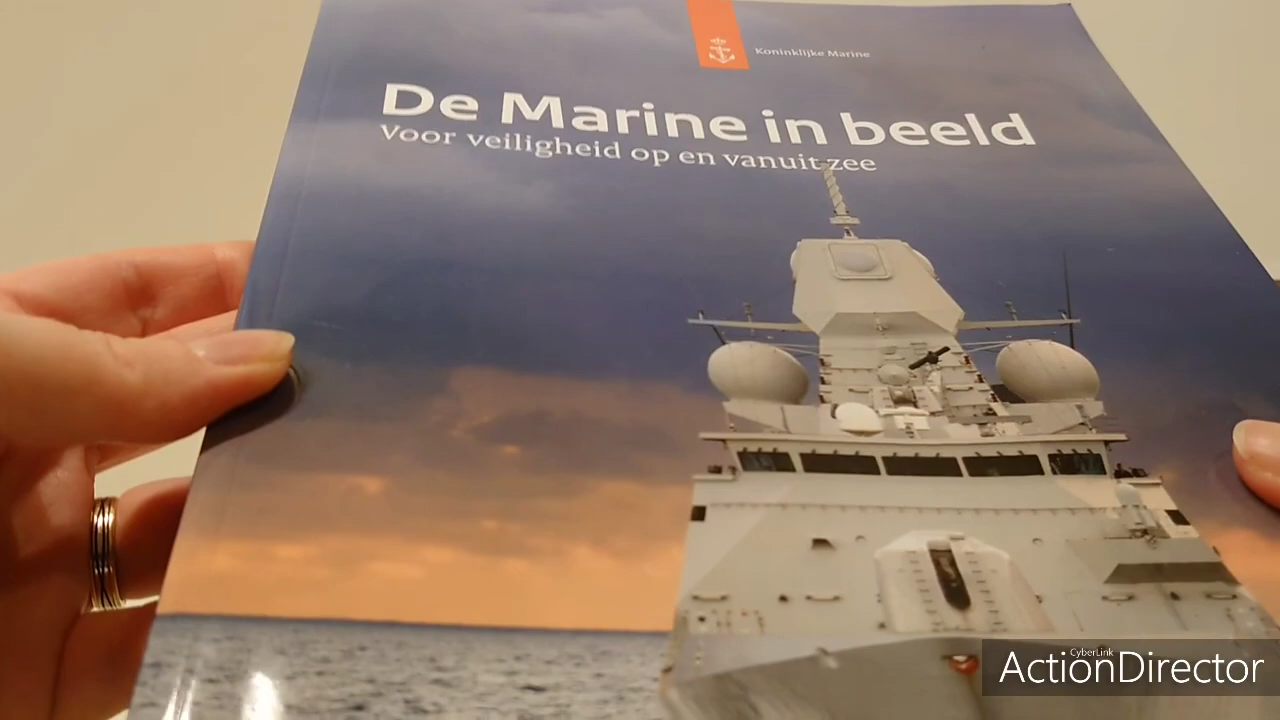 Koninklijke Marine
De Marine in beeld
Voor veiligheid op en vanuit zee
CyberLink
ActionDirector